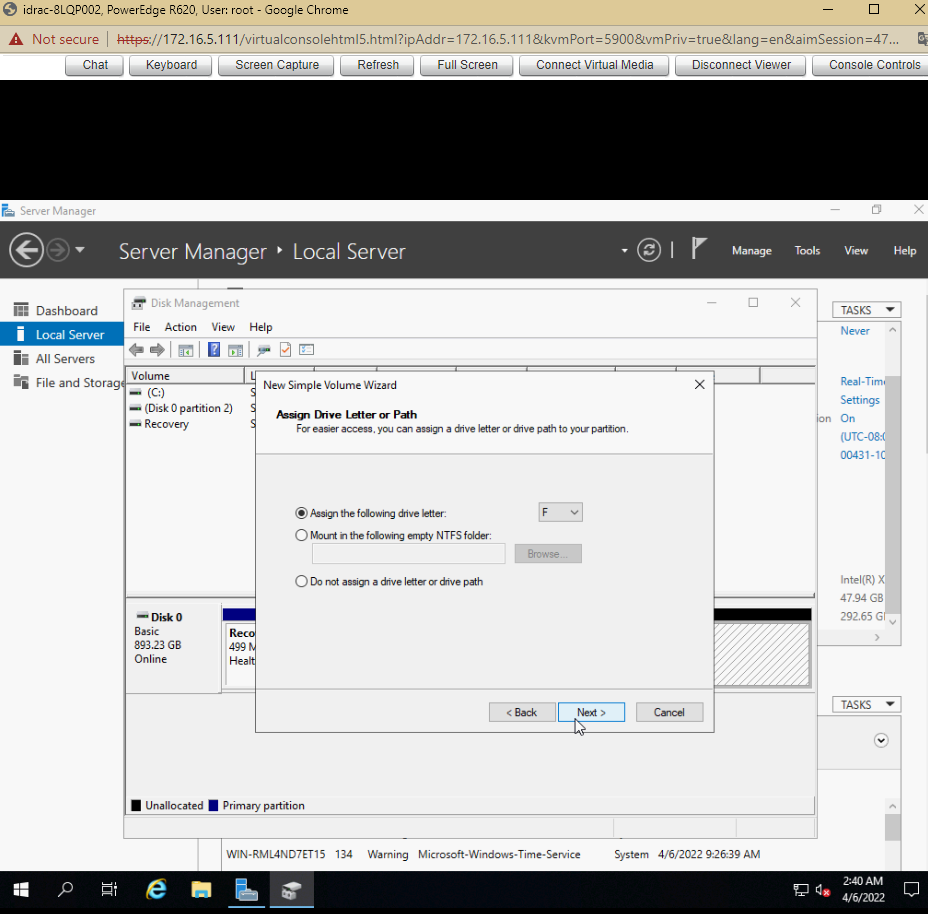 idrac-8LQP002, PowerEdge R620, User: root - Google Chrome
Not secure | https://172.16.5.111/virtualconsolehtml5.html?ipAddr=172.16.5.111&kvmPort=5900&vmPriv=true&lang=en&aimSession=47...
Chat Keyboard Screen Capture Refresh Full Screen Connect Virtual Media Disconnect Viewer Console Controls
Server Manager
Server Manager ‣ Local Server
Manage Tools View Help
Dashboard
Local Server
All Servers
File and Storag
Disk Management
File Action View Help
Volume
(C:)
(Disk 0 partition 2)
Recovery
New Simple Volume Wizard
Assign Drive Letter or Path
For easier access, you can assign a drive letter or drive path to your partition.
Assign the following drive letter: F
Mount in the following empty NTFS folder:
Browse...
Do not assign a drive letter or drive path
< Back Next > Cancel
Disk 0
Basic
893.23 GB
Online
Reco
499 M
Healt
Unallocated Primary partition
TASKS
Never
Real-Tim
Settings
ion On
(UTC-08:0
00431-10
Intel(R) X
47.94 GB
292.65 G
TASKS
WIN-RML4ND7ET15 134 Warning Microsoft-Windows-Time-Service System 4/6/2022 9:26:39 AM
2:40 AM
4/6/2022